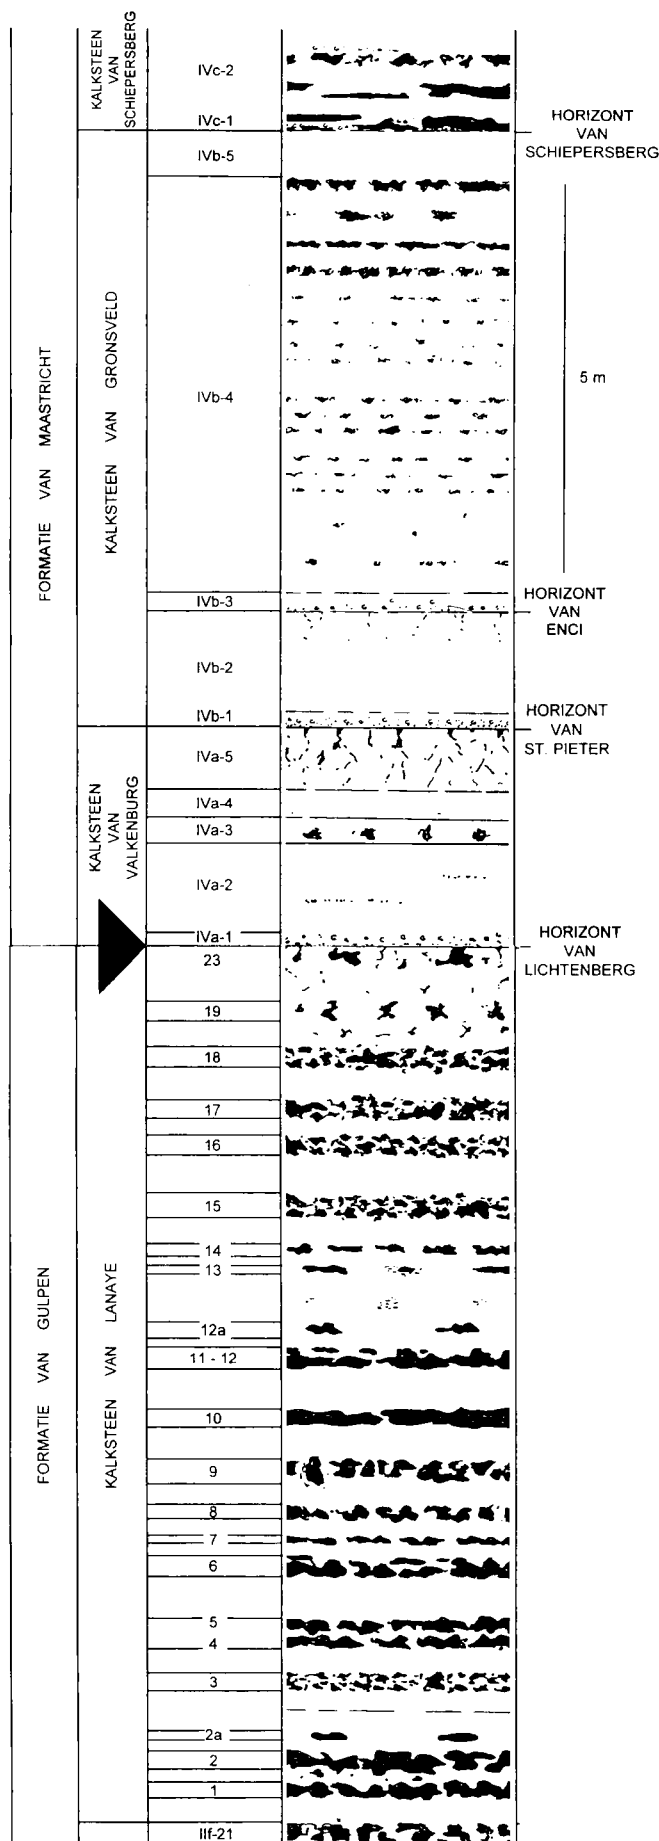 FORMATIE VAN MAASTRICHT
FORMATIE VAN GULPEN
KALKSTEEN
VAN
SCHIEPERSBERG
KALKSTEEN VAN GRONSVELD
KALKSTEEN
VAN
VALKENBURG
KALKSTEEN VAN LANAYE
IVc-2
IVc-1
IVb-5
IVb-4
IVb-3
IVb-2
IVb-1
IVa-5
IVa-4
IVa-3
IVa-2
IVa-1
23
19
18
17
16
15
14
13
12a
11 - 12
10
9
8
7
6
5
4
3
2a
2
1
IIf-21
HORIZONT
VAN
SCHIEPERSBERG
5 m
HORIZONT
VAN
ENCI
HORIZONT
VAN
ST. PIETER
HORIZONT
VAN
LICHTENBERG